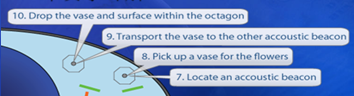 10. Drop the vase and surface within the octagon
9. Transport the vase to the other accoustic beacon
8. Pick up a vase for the flowers
7. Locate an accoustic beacon